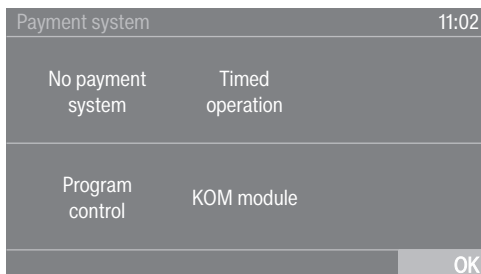 Payment system 11:02
No payment
system
Timed
operation
Program
control
KOM module
OK